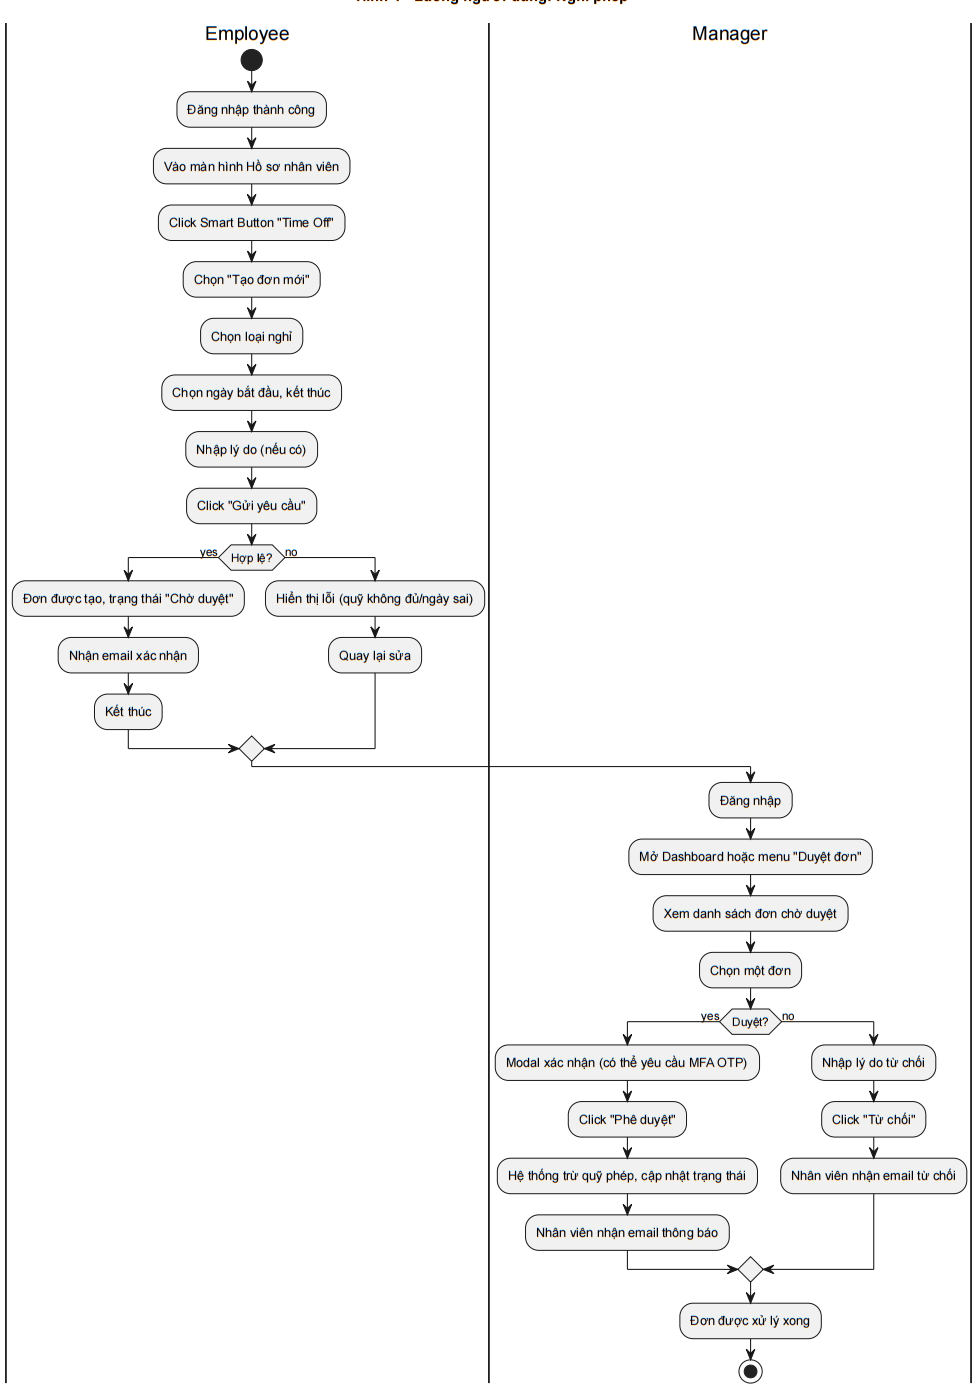 Hình 1 - Luồng người dùng: Nghỉ phép
Employee
Manager
Đăng nhập thành công
Vào màn hình Hồ sơ nhân viên
Click Smart Button "Time Off"
Chọn "Tạo đơn mới"
Chọn loại nghỉ
Chọn ngày bắt đầu, kết thúc
Nhập lý do (nếu có)
Click "Gửi yêu cầu"
yes
Hợp lệ?
no
Đơn được tạo, trạng thái "Chờ duyệt"
Hiển thị lỗi (quỹ không đủ/ngày sai)
Nhận email xác nhận
Quay lại sửa
Kết thúc
Đăng nhập
Mở Dashboard hoặc menu "Duyệt đơn"
Xem danh sách đơn chờ duyệt
Chọn một đơn
yes
Duyệt?
no
Modal xác nhận (có thể yêu cầu MFA OTP)
Nhập lý do từ chối
Click "Phê duyệt"
Click "Từ chối"
Hệ thống trừ quỹ phép, cập nhật trạng thái
Nhân viên nhận email từ chối
Nhân viên nhận email thông báo
Đơn được xử lý xong